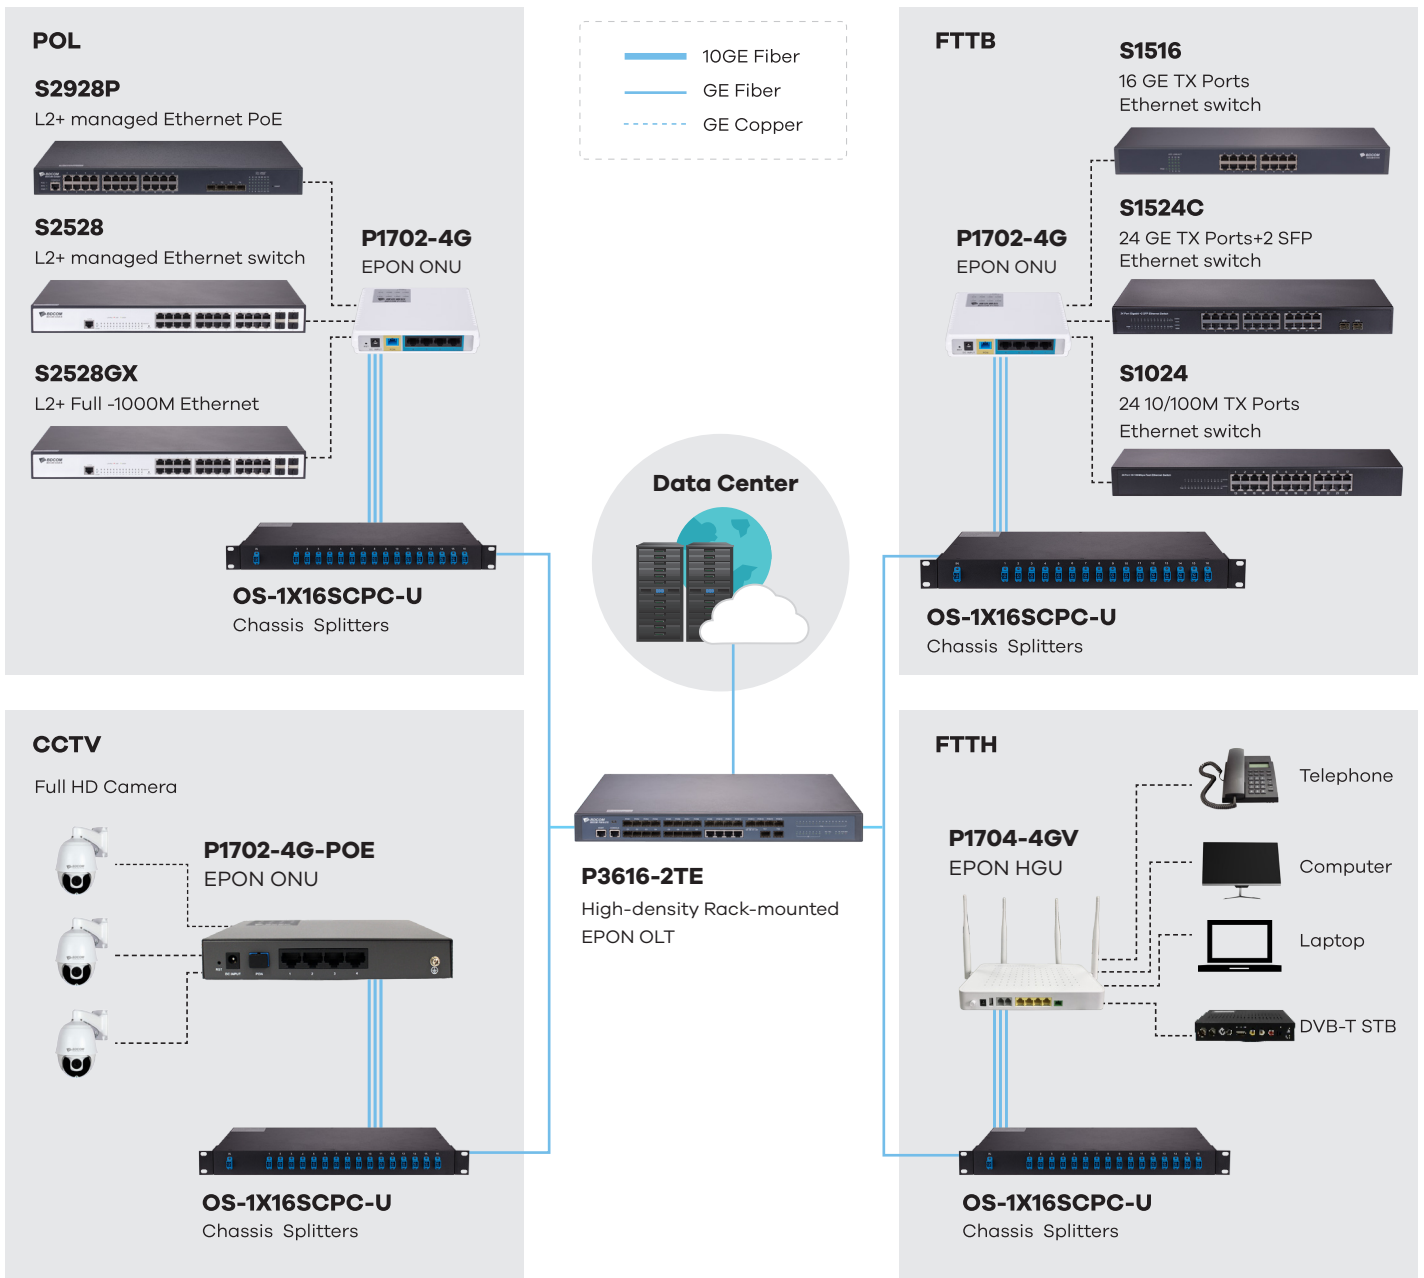 POL
S2928P
L2+ managed Ethernet PoE
S2528
L2+ managed Ethernet switch
P1702-4G
EPON ONU
S2528GX
L2+ Full -1000M Ethernet
OS-1X16SCPC-U
Chassis Splitters
10GE Fiber
GE Fiber
GE Copper
FTTB
S1516
16 GE TX Ports
Ethernet switch
P1702-4G
EPON ONU
S1524C
24 GE TX Ports+2 SFP
Ethernet switch
S1024
24 10/100M TX Ports
Ethernet switch
OS-1X16SCPC-U
Chassis Splitters
Data Center
CCTV
Full HD Camera
P1702-4G-POE
EPON ONU
OS-1X16SCPC-U
Chassis Splitters
P3616-2TE
High-density Rack-mounted
EPON OLT
FTTH
Telephone
P1704-4GV
EPON HGU
Computer
Laptop
DVB-T STB
OS-1X16SCPC-U
Chassis Splitters